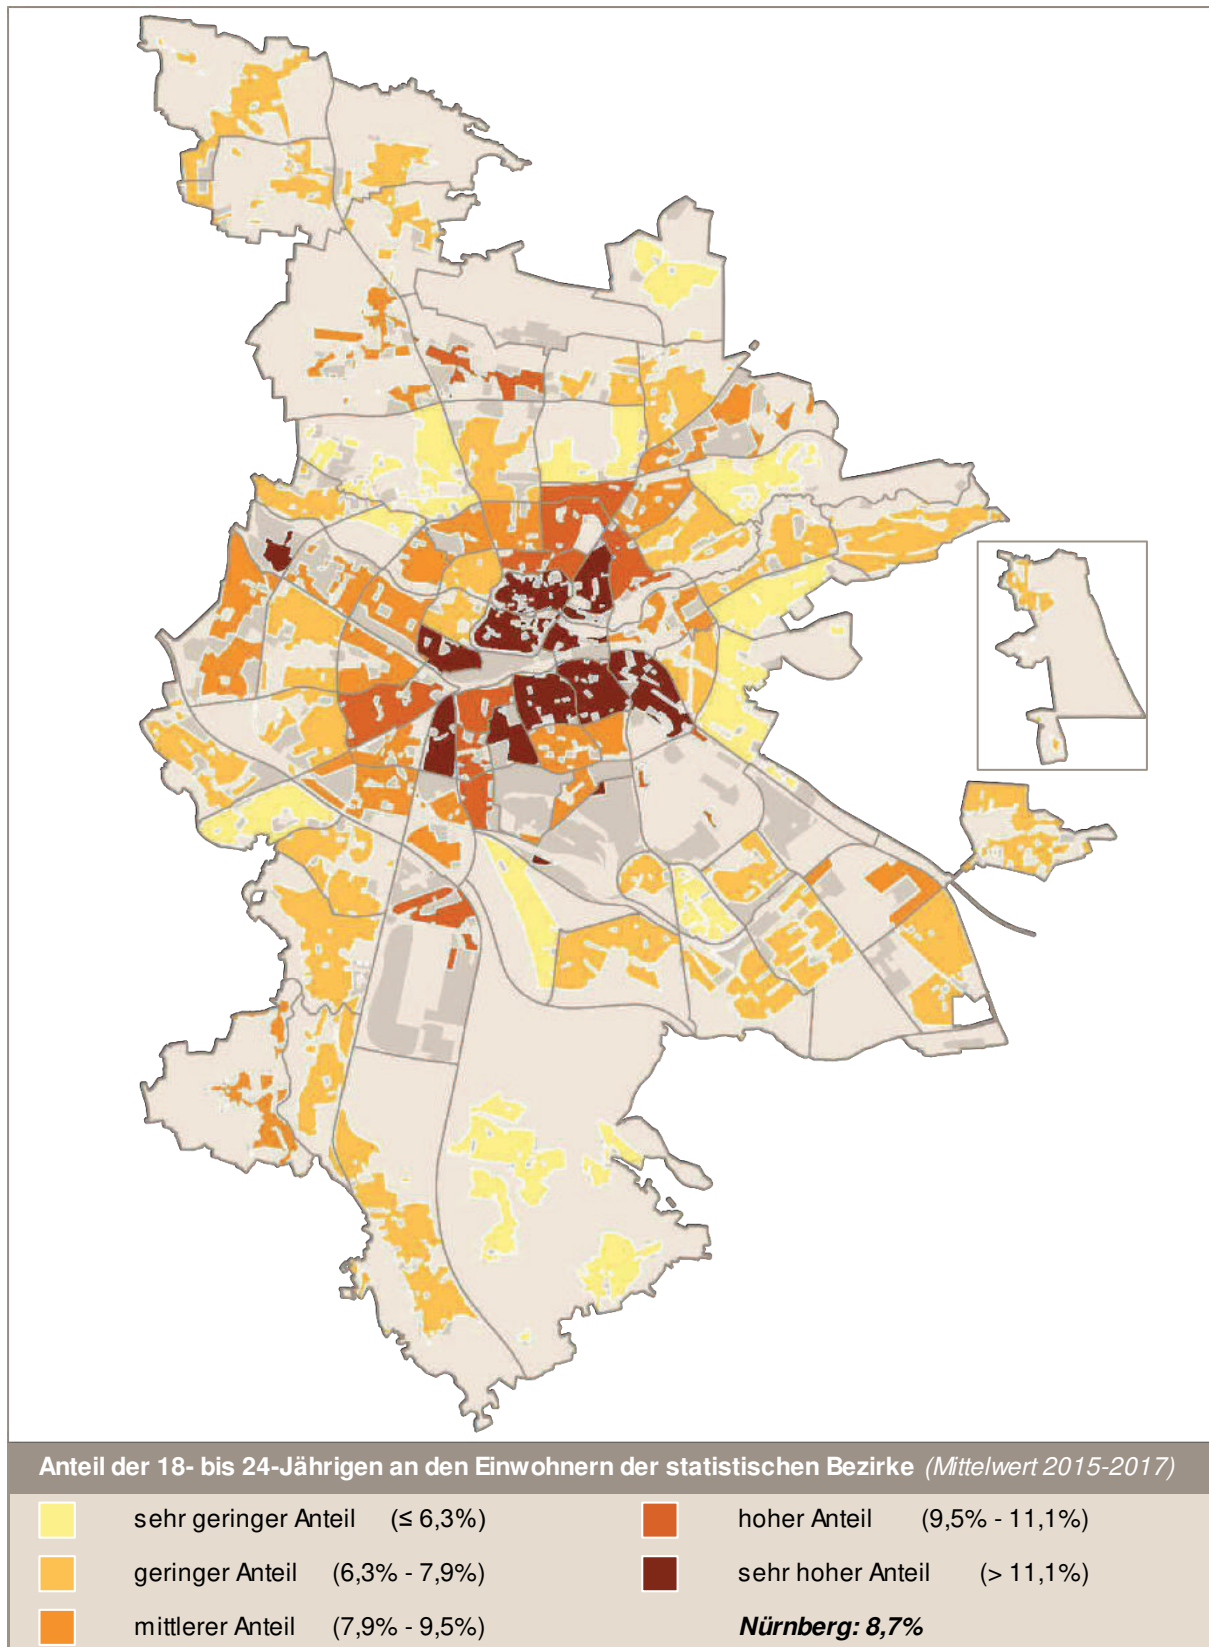 Anteil der 18- bis 24-Jährigen an den Einwohnern der statistischen Bezirke (Mittelwert 2015-2017)
sehr geringer Anteil (≤ 6,3%)
geringer Anteil (6,3% - 7,9%)
mittlerer Anteil (7,9% - 9,5%)
hoher Anteil (9,5% - 11,1%)
sehr hoher Anteil (> 11,1%)
Nürnberg: 8,7%